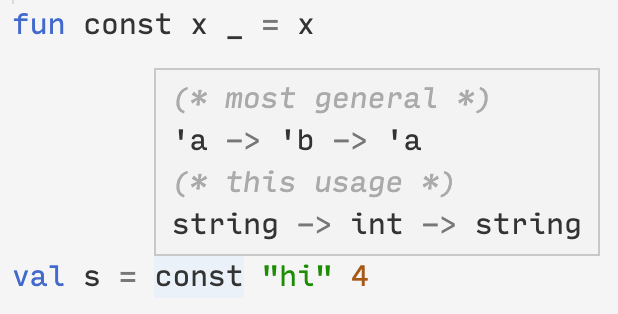 fun const x _ = x
(* most general *)
'a -> 'b -> 'a
(* this usage *)
string -> int -> string
val s = const "hi" 4